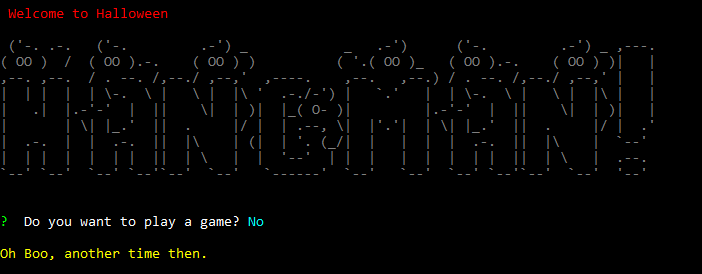 Welcome to Halloween
HANGMAN!
? Do you want to play a game? No
Oh Boo, another time then.